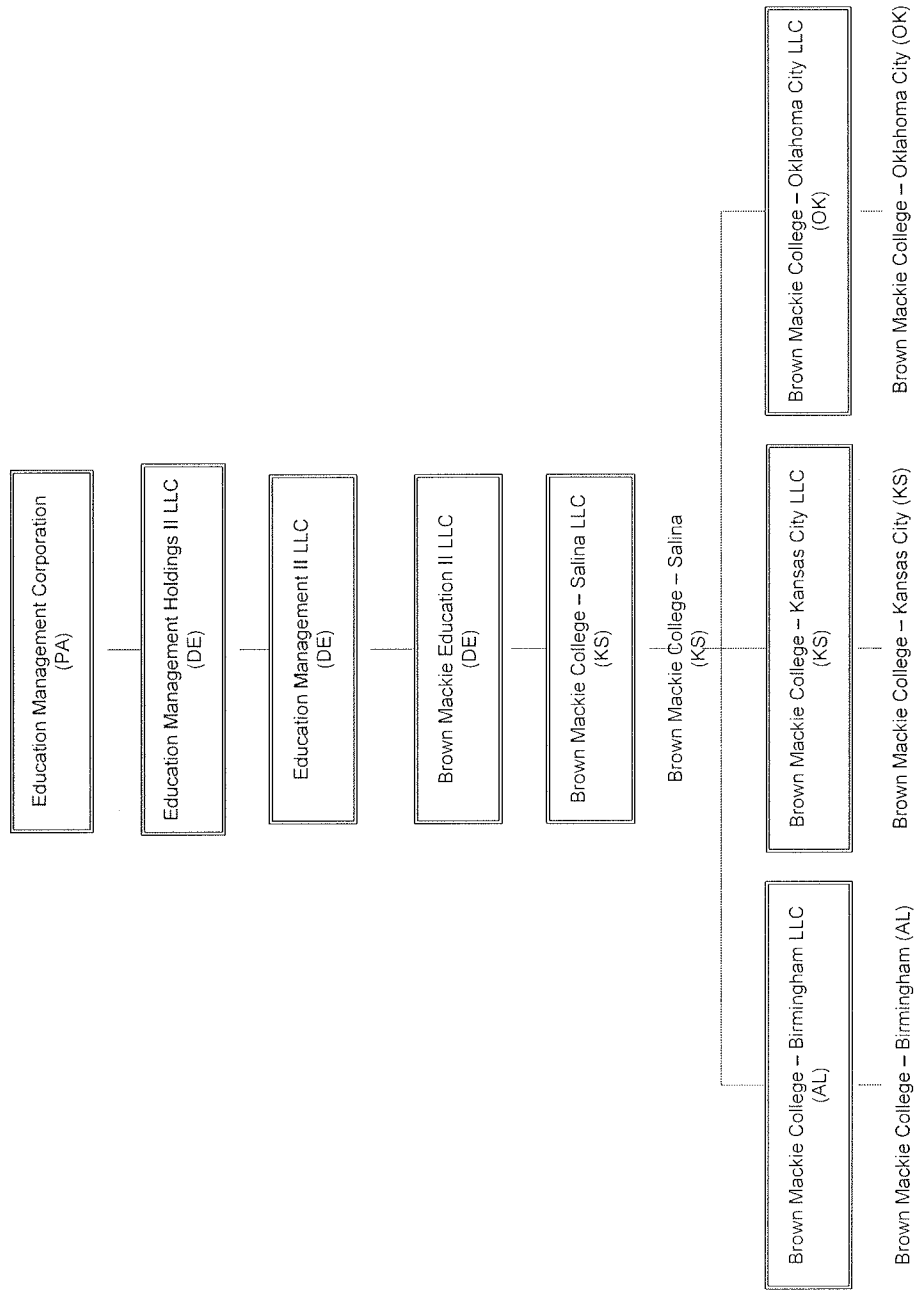 Education Management Corporation
(PA)
Education Management Holdings II LLC
(DE)
Education Management II LLC
(DE)
Brown Mackie Education II LLC
(DE)
Brown Mackie College – Salina LLC
(KS)
Brown Mackie College – Salina
(KS)
Brown Mackie College – Birmingham LLC
(AL)
Brown Mackie College – Birmingham (AL)
Brown Mackie College – Kansas City LLC
(KS)
Brown Mackie College – Kansas City (KS)
Brown Mackie College – Oklahoma City LLC
(OK)
Brown Mackie College – Oklahoma City (OK)